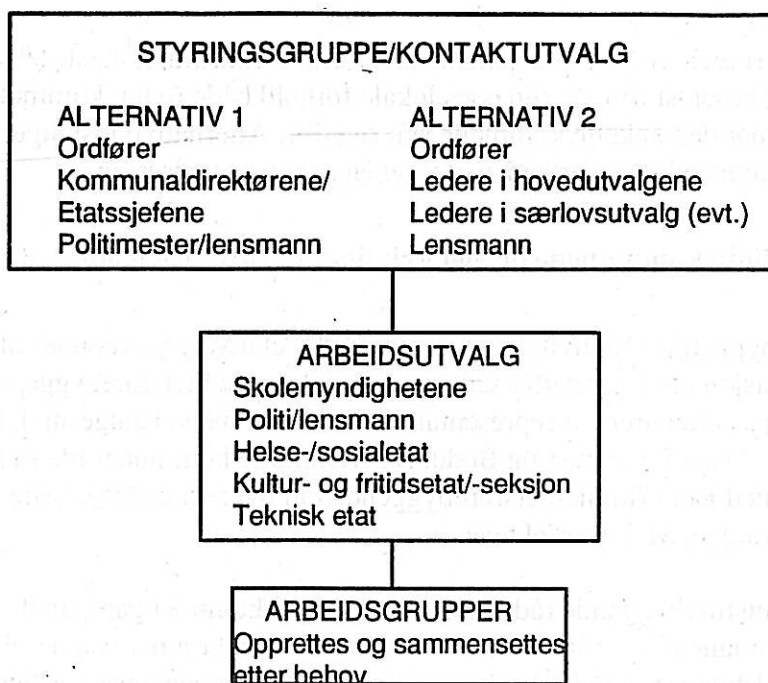 STYRINGSGRUPPE/KONTAKTUTVALG
ALTERNATIV 1
Ordfører
Kommunaldirektørene/
Etatssjefene
Politimester/lensmann
ALTERNATIV 2
Ordfører
Ledere i hovedutvalgene
Ledere i særlovsutvalg (evt.)
Lensmann
ARBEIDSUTVALG
Skolemyndighetene
Politi/lensmann
Helse-/sosialetat
Kultur- og fritidsetat/-seksjon
Teknisk etat
ARBEIDSGRUPPER
Opprettes og sammensettes
etter behov